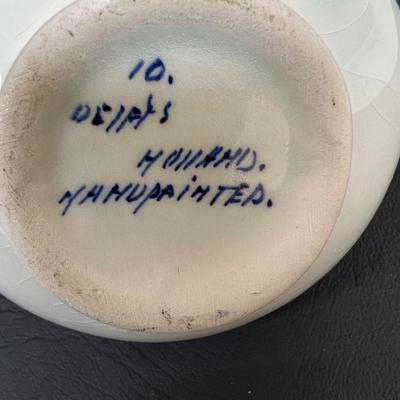 10.
DELFTS
HOLLAND.
HANDPAINTED.